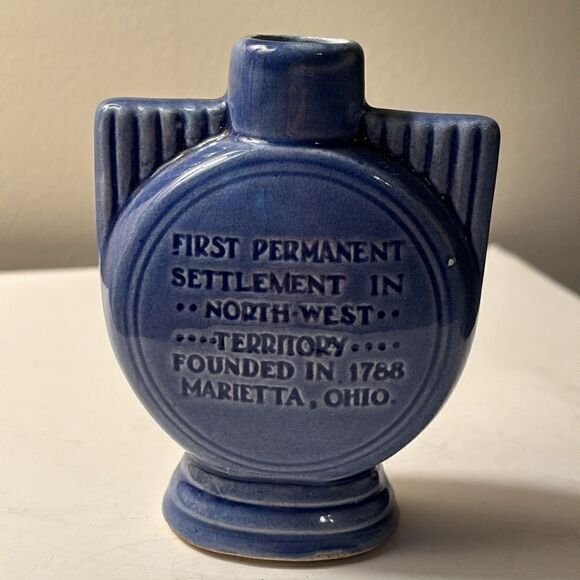 FIRST PERMANENT
SETTLEMENT IN
··NORTH-WEST··
····TERRITORY····
FOUNDED IN 1788
MARIETTA, OHIO.